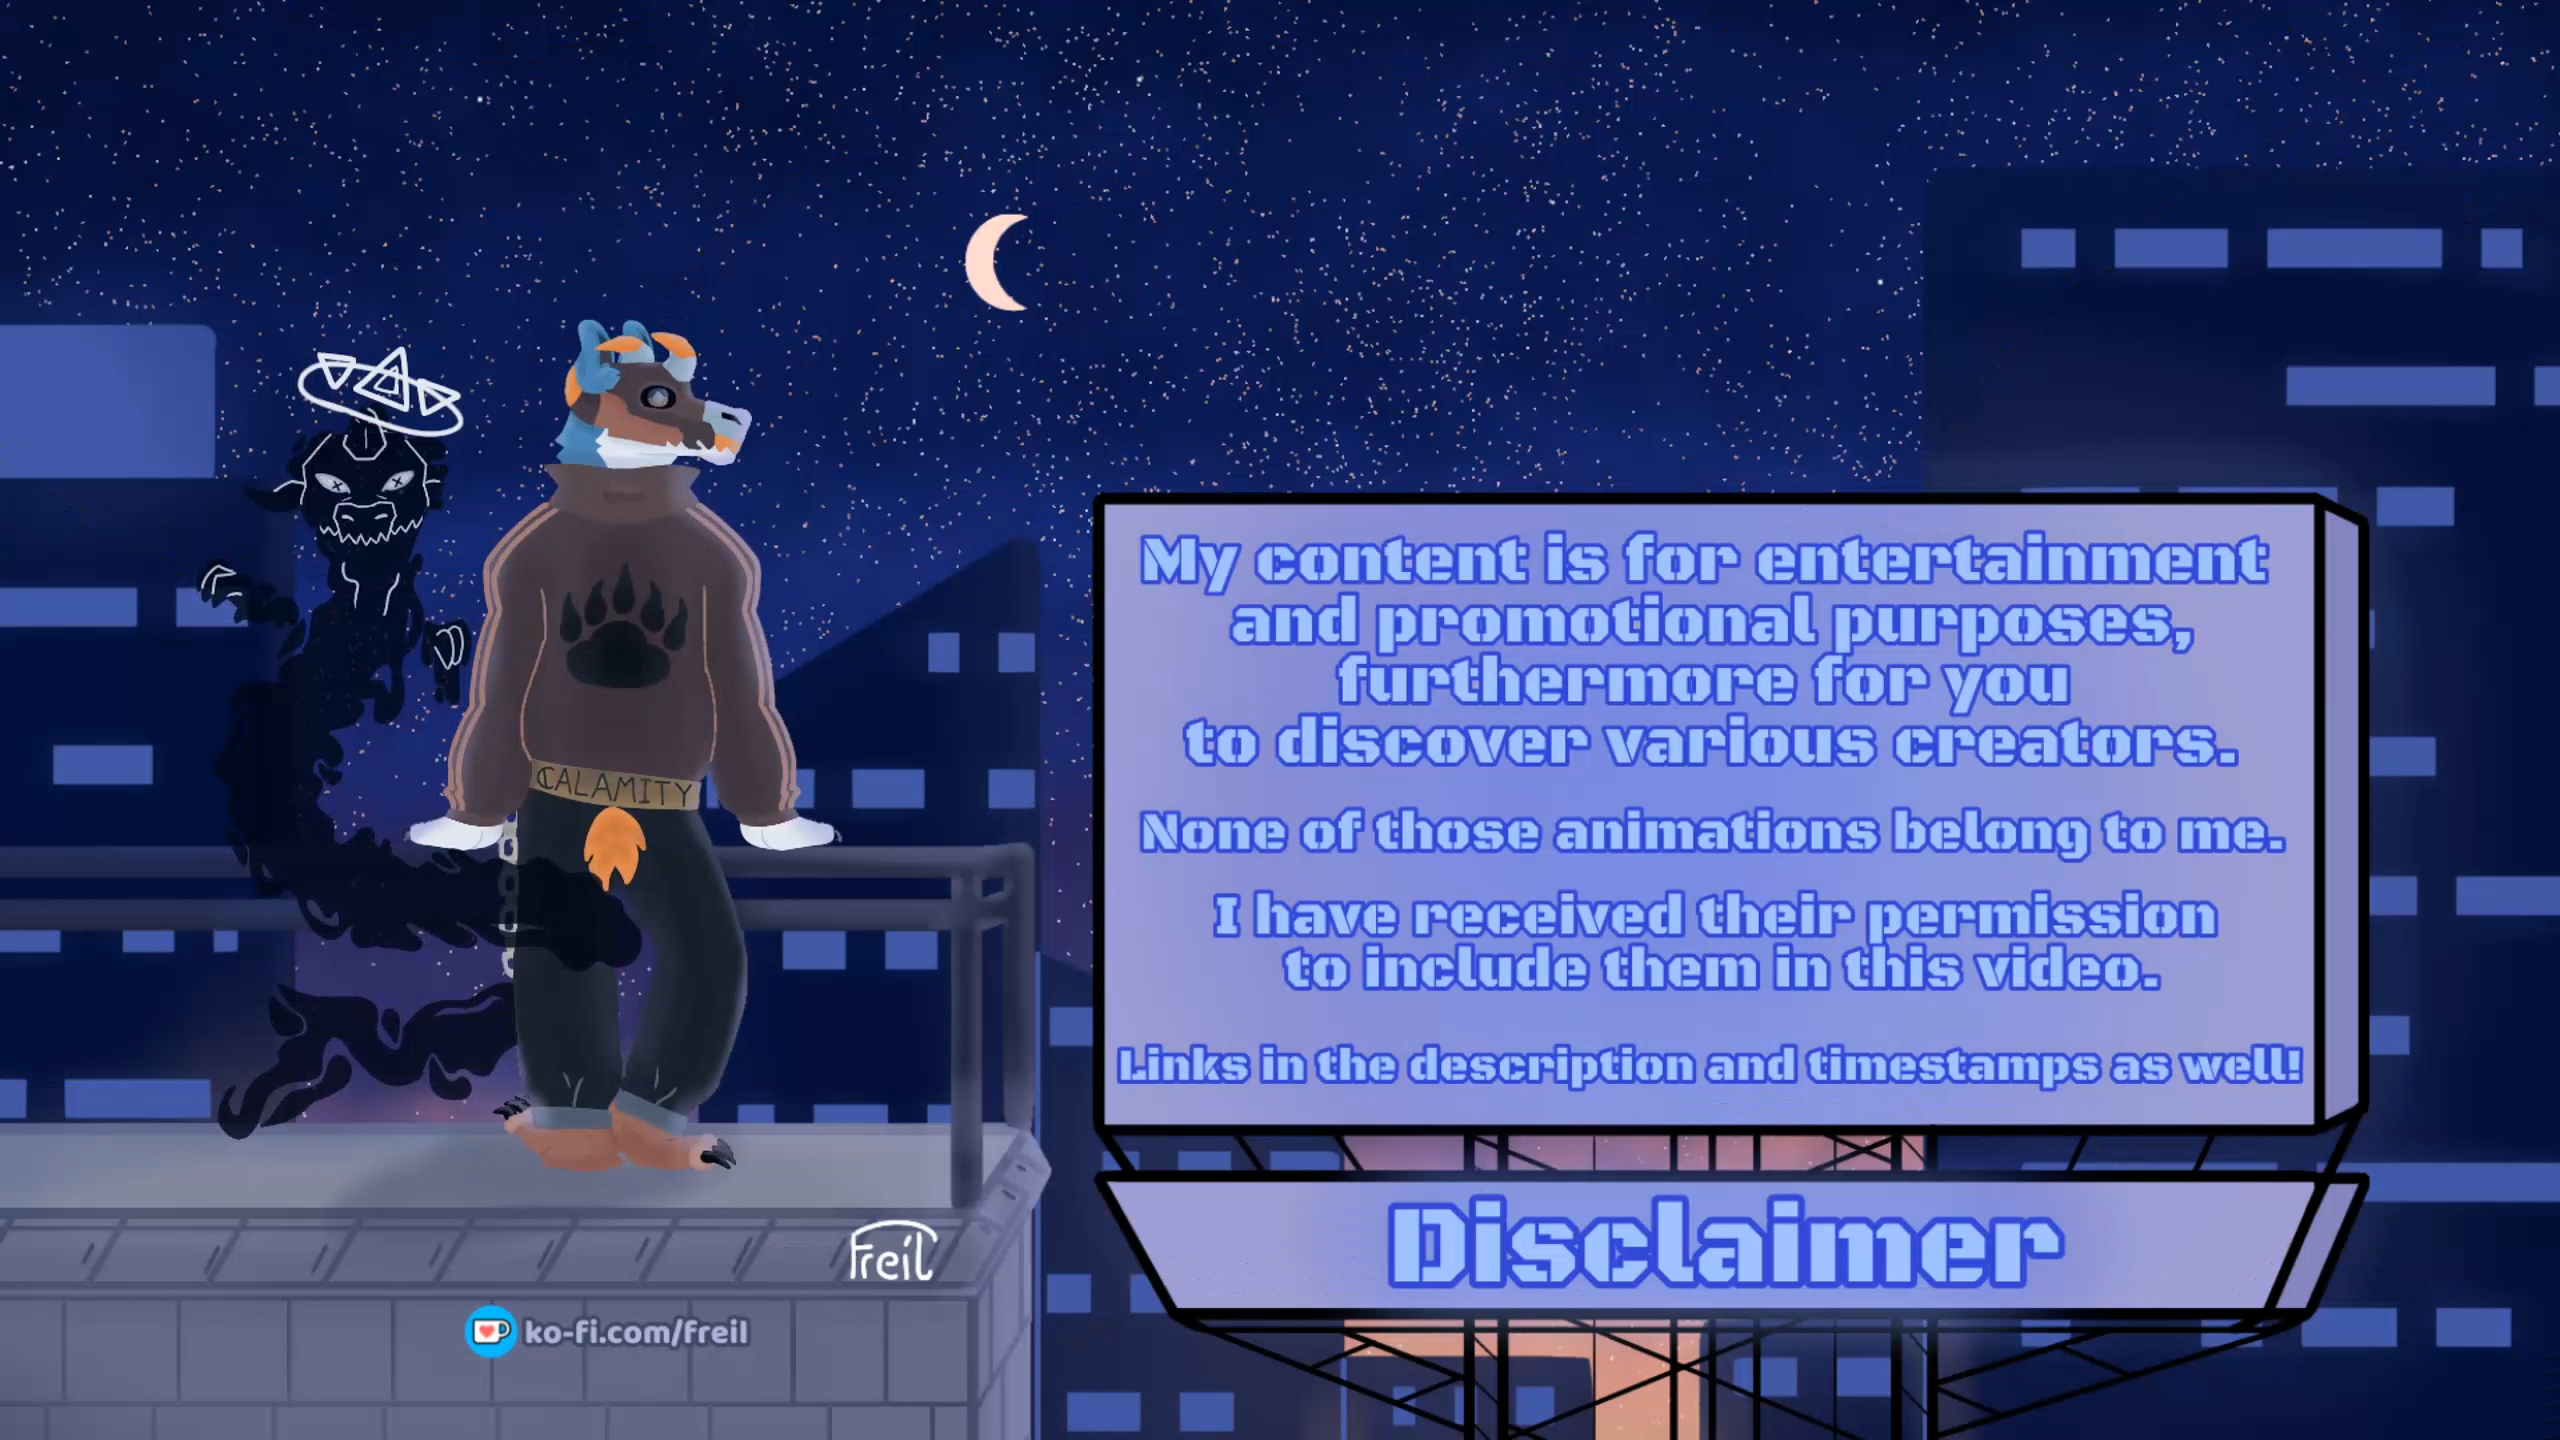 CALAMITY
Freil
ko-fi.com/freil
My content is for entertainment
and promotional purposes,
furthermore for you
to discover various creators.
None of those animations belong to me.
I have received their permission
to include them in this video.
Links in the description and timestamps as well!
Disclaimer